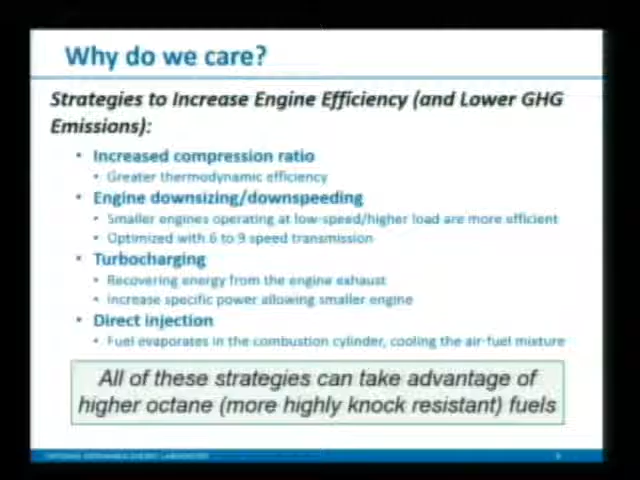 Why do we care?
Strategies to Increase Engine Efficiency (and Lower GHG
Emissions):
• Increased compression ratio
• Greater thermodynamic efficiency
• Engine downsizing/downspeeding
• Smaller engines operating at low-speed/higher load are more efficient
• Optimized with 6 to 9 speed transmission
• Turbocharging
• Recovering energy from the engine exhaust
• Increase specific power allowing smaller engine
• Direct injection
• Fuel evaporates in the combustion cylinder, cooling the air-fuel mixture
All of these strategies can take advantage of
higher octane (more highly knock resistant) fuels
NATIONAL RENEWABLE ENERGY LABORATORY